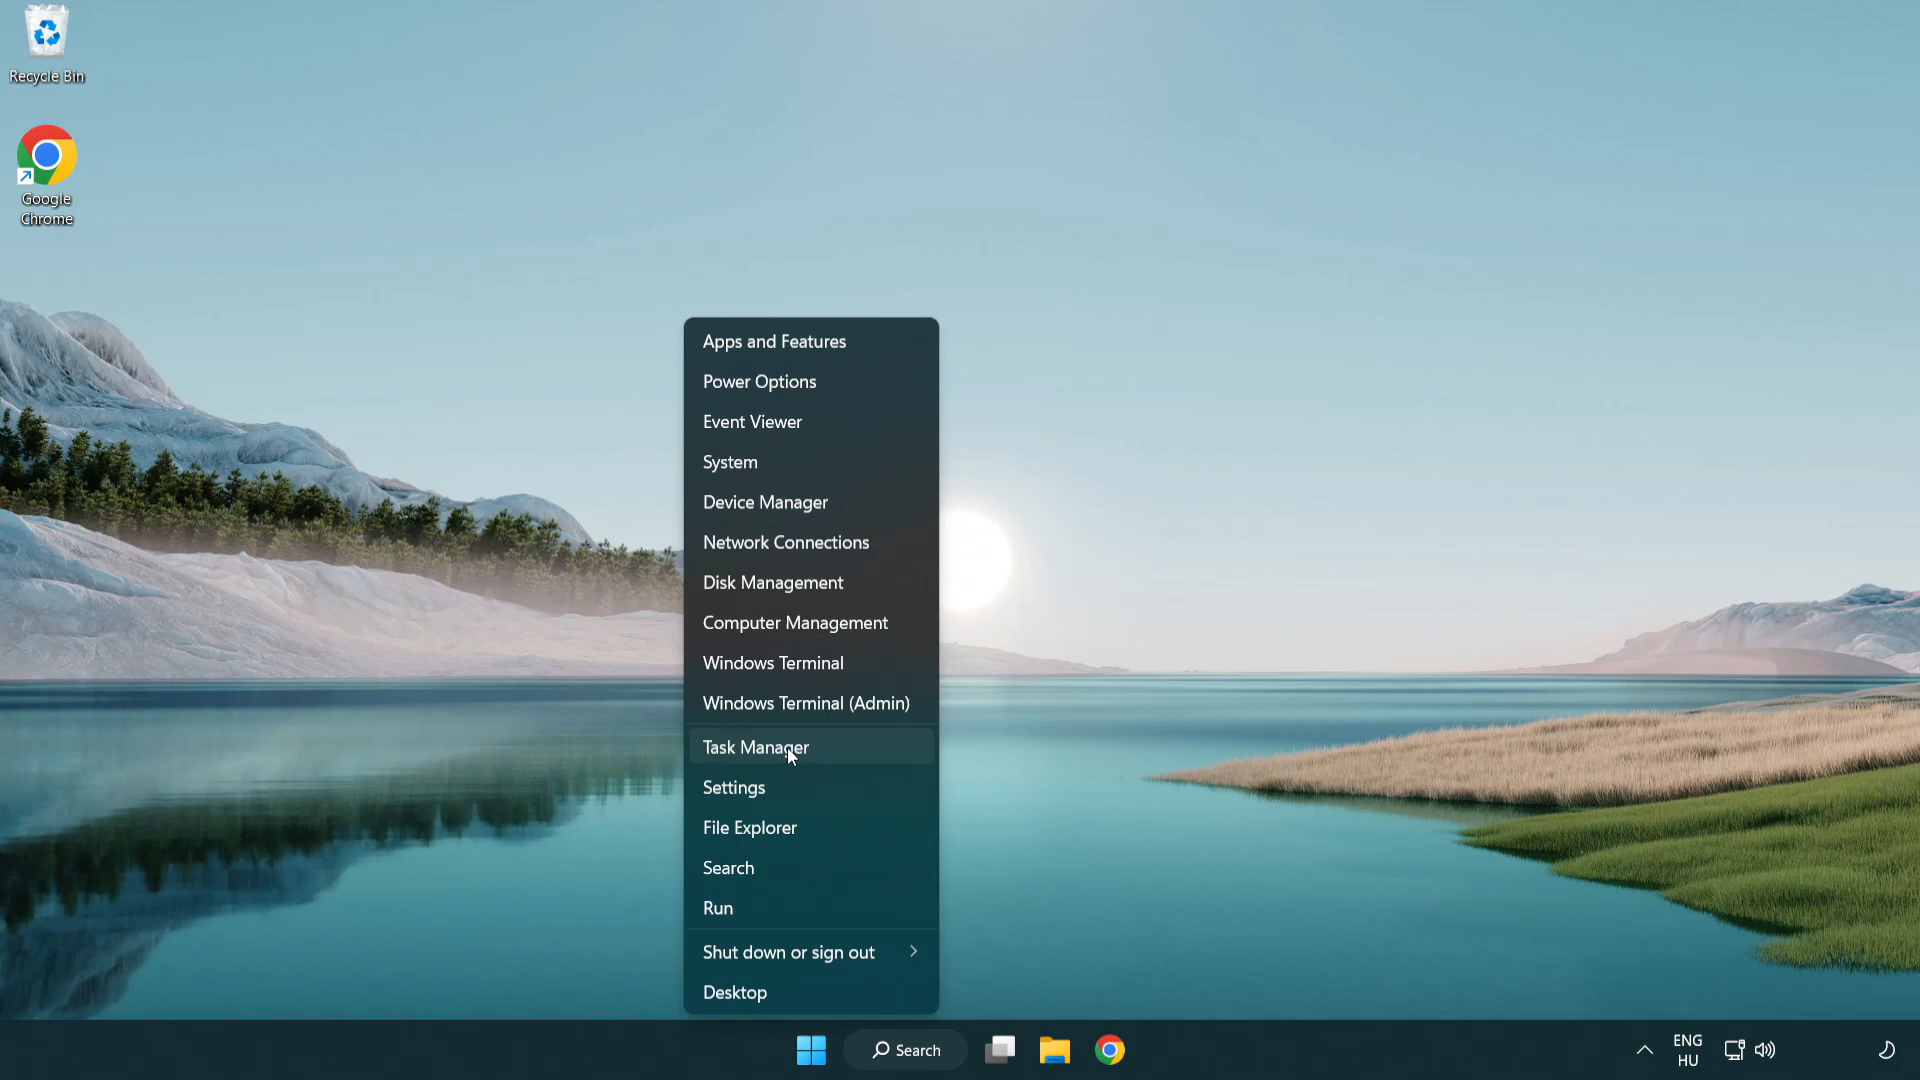 Recycle Bin
Google
Chrome
Apps and Features
Power Options
Event Viewer
System
Device Manager
Network Connections
Disk Management
Computer Management
Windows Terminal
Windows Terminal (Admin)
Task Manager
Settings
File Explorer
Search
Run
Shut down or sign out
Desktop
Search
ENG
HU